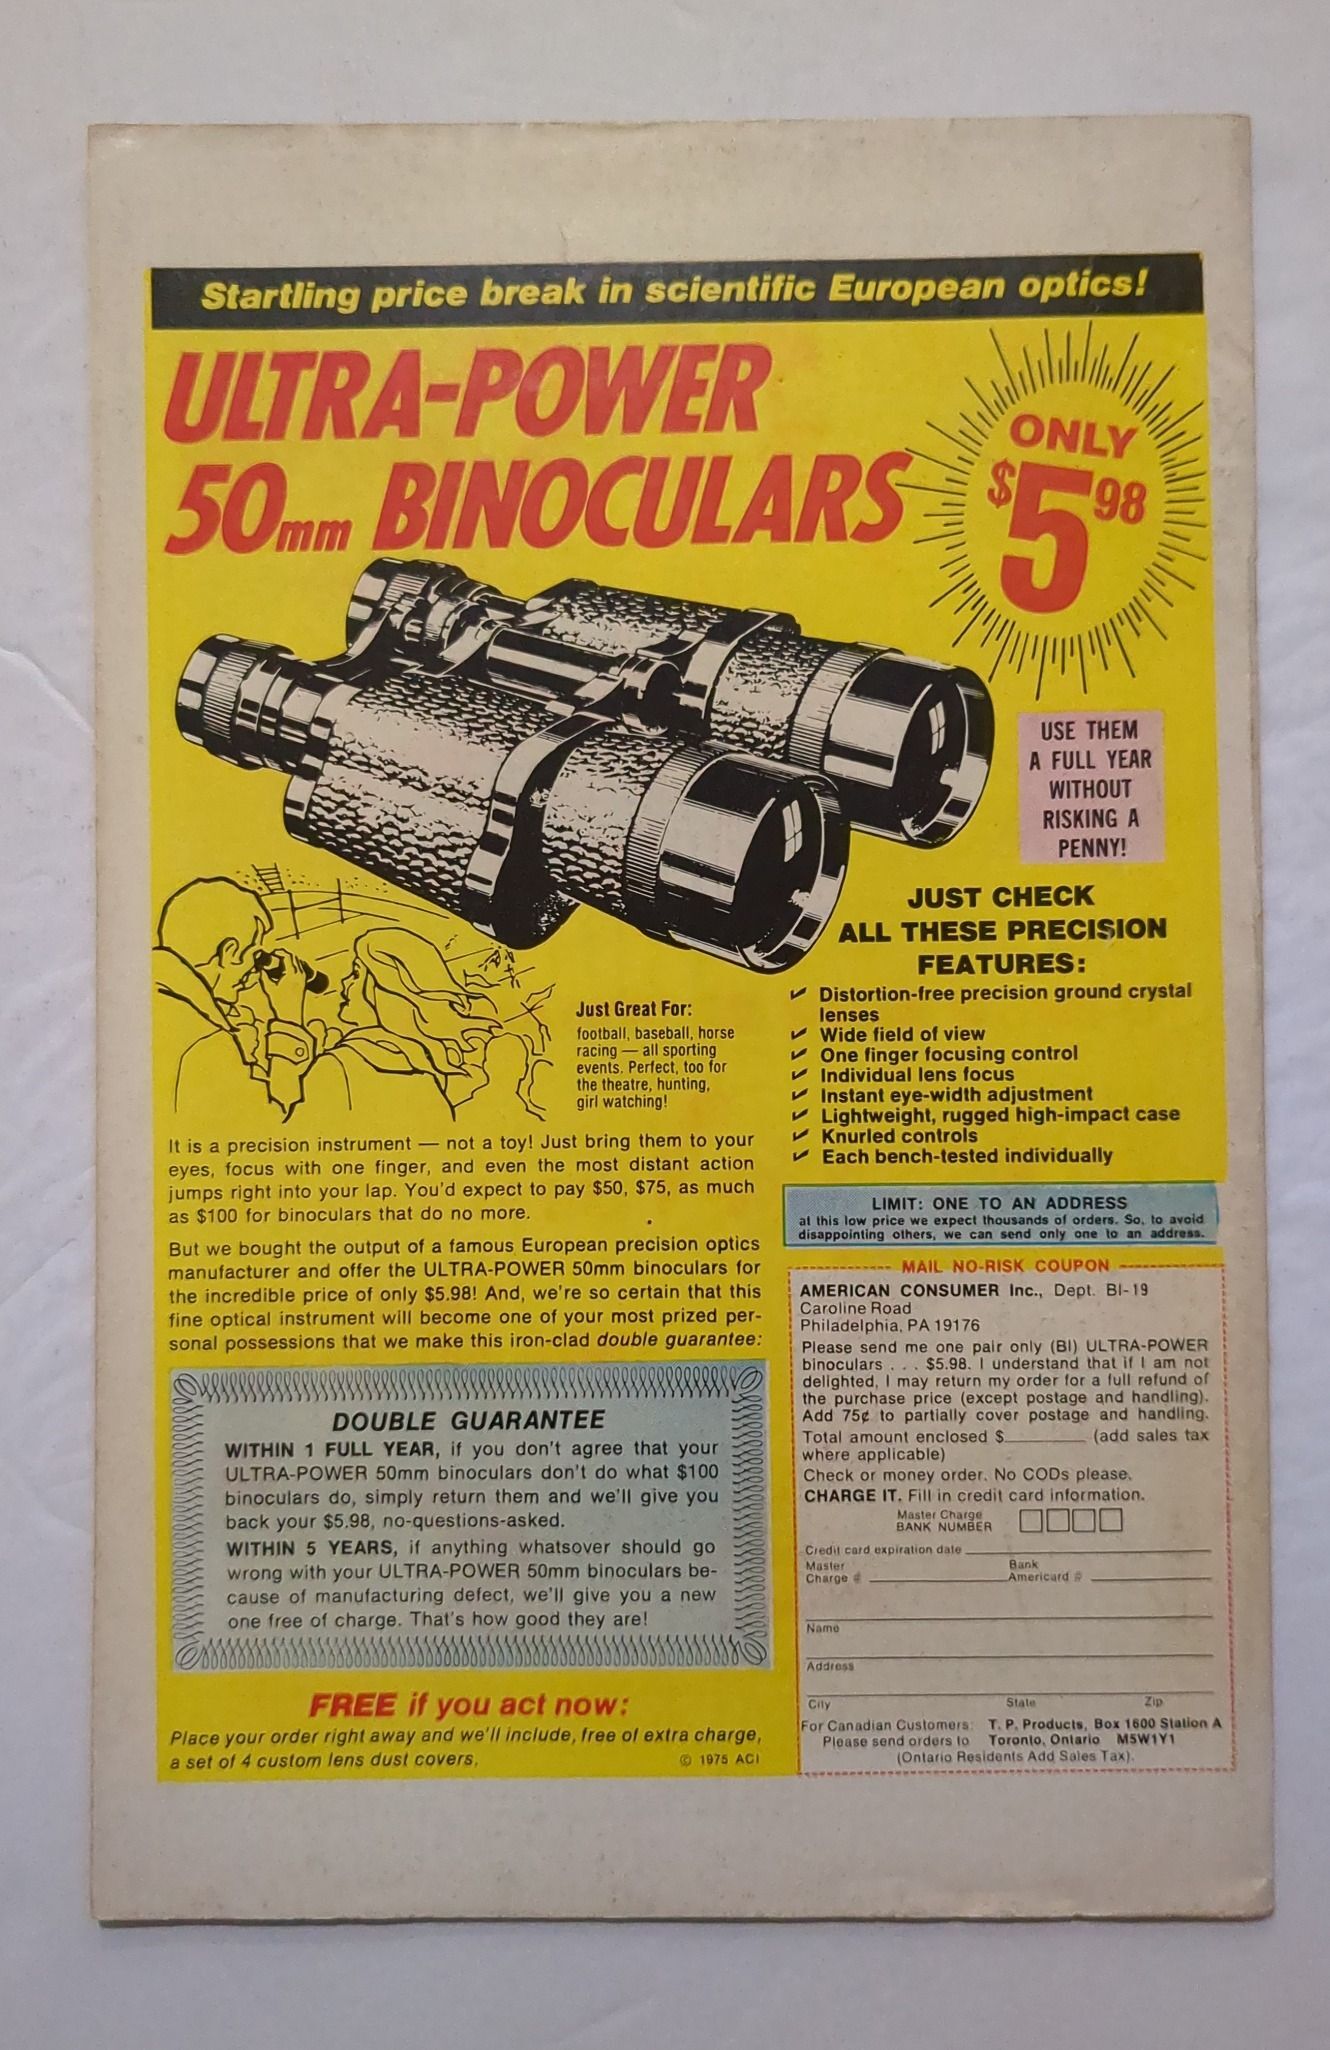 Startling price break in scientific European optics!
ULTRA-POWER
50mm BINOCULARS
ONLY
$5.98
USE THEM
A FULL YEAR
WITHOUT
RISKING A
PENNY!
JUST CHECK
ALL THESE PRECISION
FEATURES:
✓ Distortion-free precision ground crystal
lenses
✓ Wide field of view
✓ One finger focusing control
✓ Individual lens focus
✓ Instant eye-width adjustment
✓ Lightweight, rugged high-impact case
✓ Knurled controls
✓ Each bench-tested individually
Just Great For:
football, baseball, horse
racing — all sporting
events. Perfect, too for
the theatre, hunting,
girl watching!
It is a precision instrument — not a toy! Just bring them to your
eyes, focus with one finger, and even the most distant action
jumps right into your lap. You'd expect to pay $50, $75, as much
as $100 for binoculars that do no more.
But we bought the output of a famous European precision optics
manufacturer and offer the ULTRA-POWER 50mm binoculars for
the incredible price of only $5.98! And, we're so certain that this
fine optical instrument will become one of your most prized per-
sonal possessions that we make this iron-clad double guarantee:
DOUBLE GUARANTEE
WITHIN 1 FULL YEAR, if you don't agree that your
ULTRA-POWER 50mm binoculars don't do what $100
binoculars do, simply return them and we'll give you
back your $5.98, no-questions-asked.
WITHIN 5 YEARS, if anything whatsover should go
wrong with your ULTRA-POWER 50mm binoculars be-
cause of manufacturing defect, we'll give you a new
one free of charge. That's how good they are!
FREE if you act now:
Place your order right away and we'll include, free of extra charge,
a set of 4 custom lens dust covers.
© 1975 ACI
LIMIT: ONE TO AN ADDRESS
at this low price we expect thousands of orders. So, to avoid
disappointing others, we can send only one to an address.
MAIL NO-RISK COUPON
AMERICAN CONSUMER Inc., Dept. BI-19
Caroline Road
Philadelphia, PA 19176
Please send me one pair only (BI) ULTRA-POWER
binoculars . . . $5.98. I understand that if I am not
delighted, I may return my order for a full refund of
the purchase price (except postage and handling).
Add 75¢ to partially cover postage and handling.
Total amount enclosed $________ (add sales tax
where applicable)
Check or money order. No CODs please.
CHARGE IT. Fill in credit card information.
Master Charge
BANK NUMBER
Credit card expiration date
Master Charge #
Bank Americard #
Name
Address
City State Zip
For Canadian Customers: T. P. Products, Box 1600 Station A
Please send orders to Toronto, Ontario M5W1Y1
(Ontario Residents Add Sales Tax).